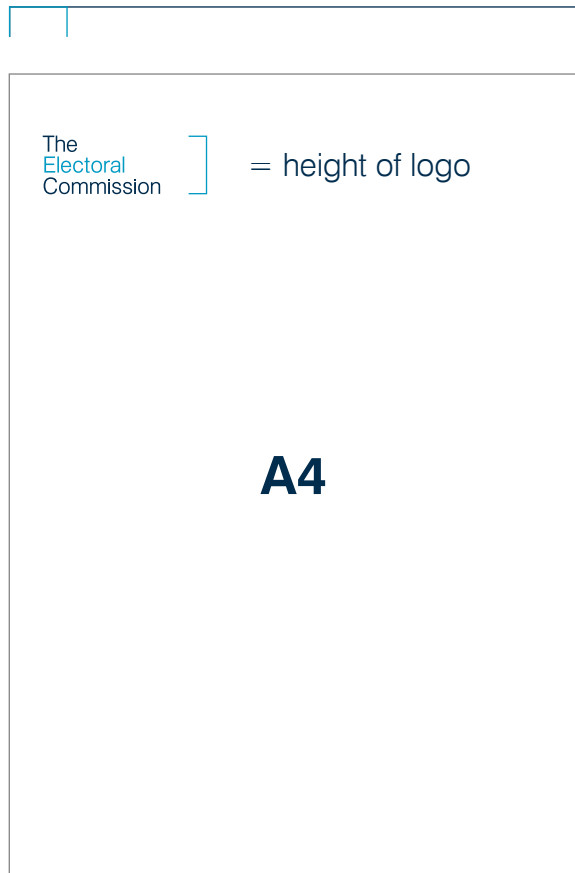 The
Electoral
Commission
= height of logo
A4